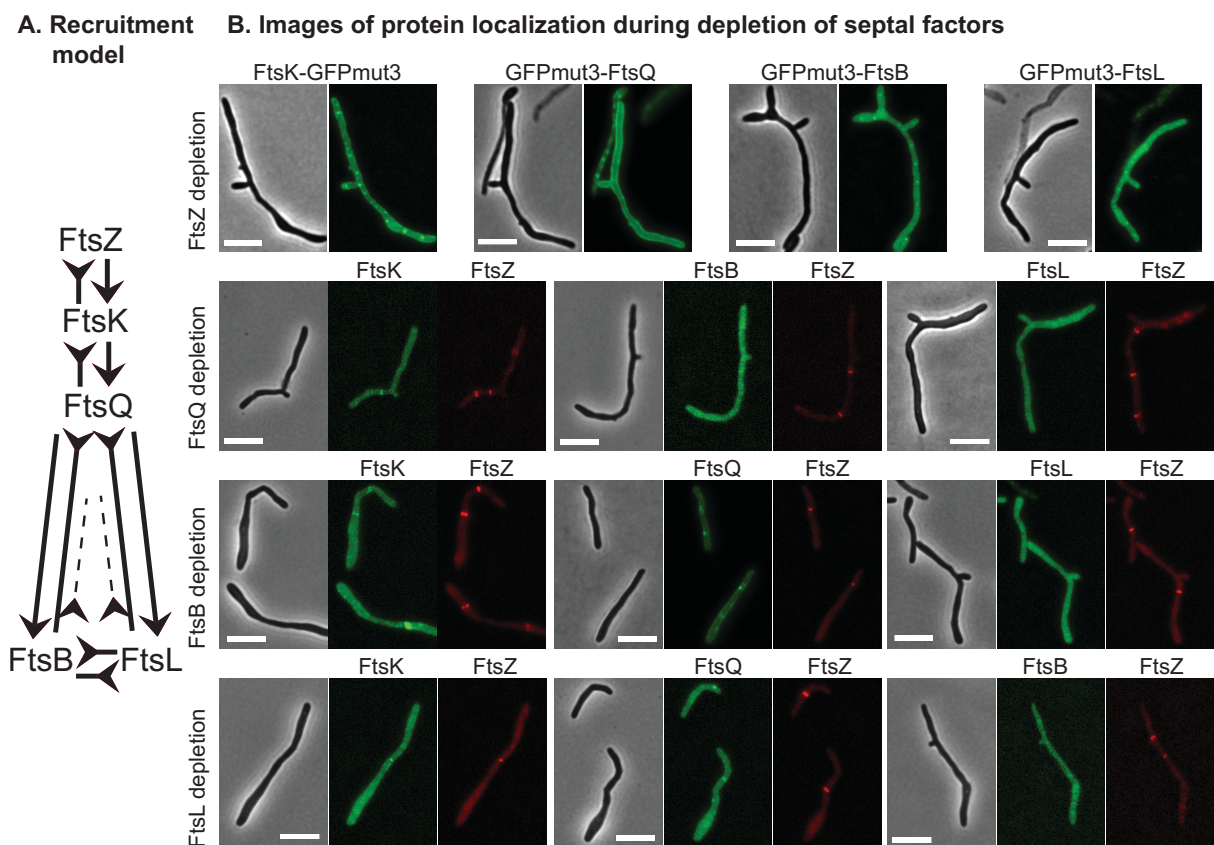 A. Recruitment
model
B. Images of protein localization during depletion of septal factors
FtsZ
FtsK
FtsQ
FtsB
FtsL
FtsK-GFPmut3
GFPmut3-FtsQ
GFPmut3-FtsB
GFPmut3-FtsL
FtsZ depletion
FtsK
FtsZ
FtsB
FtsZ
FtsL
FtsZ
FtsQ depletion
FtsK
FtsZ
FtsQ
FtsZ
FtsL
FtsZ
FtsB depletion
FtsK
FtsZ
FtsQ
FtsZ
FtsB
FtsZ
FtsL depletion